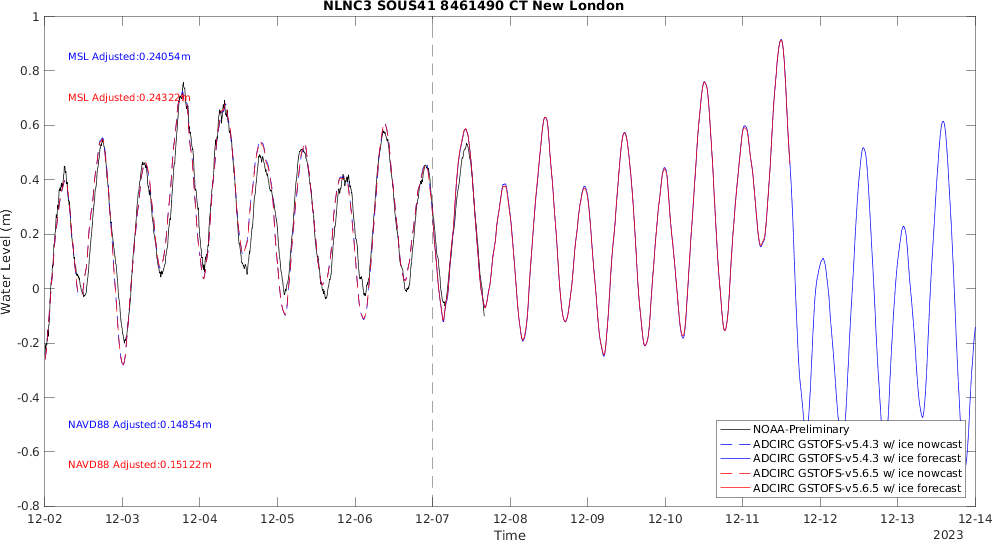 NLNC3 SOUS41 8461490 CT New London
1
0.8
0.6
0.4
0.2
0
-0.2
-0.4
-0.6
-0.8
Water Level (m)
MSL Adjusted:0.24054m
MSL Adjusted:0.24322m
NAVD88 Adjusted:0.14854m
NAVD88 Adjusted:0.15122m
NOAA-Preliminary
ADCIRC GSTOFS-v5.4.3 w/ ice nowcast
ADCIRC GSTOFS-v5.4.3 w/ ice forecast
ADCIRC GSTOFS-v5.6.5 w/ ice nowcast
ADCIRC GSTOFS-v5.6.5 w/ ice forecast
12-02 12-03 12-04 12-05 12-06 12-07 12-08 12-09 12-10 12-11 12-12 12-13 12-14
Time
2023